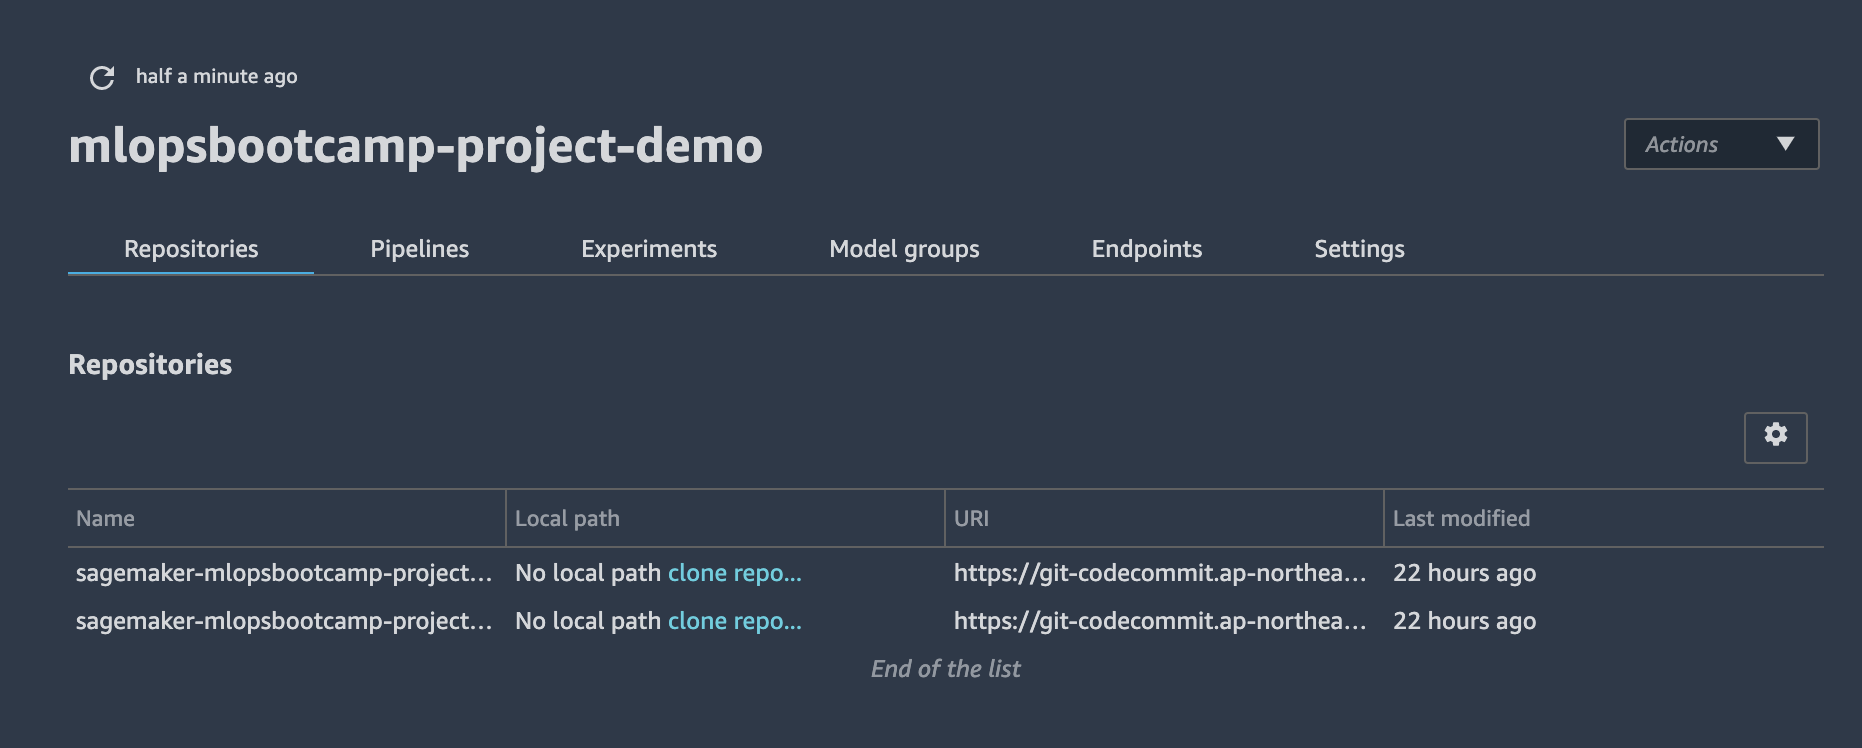 half a minute ago
mlopsbootcamp-project-demo
Actions
Repositories Pipelines Experiments Model groups Endpoints Settings
Repositories
Name Local path URI Last modified
sagemaker-mlopsbootcamp-project... No local path clone repo... https://git-codecommit.ap-northea... 22 hours ago
sagemaker-mlopsbootcamp-project... No local path clone repo... https://git-codecommit.ap-northea... 22 hours ago
End of the list